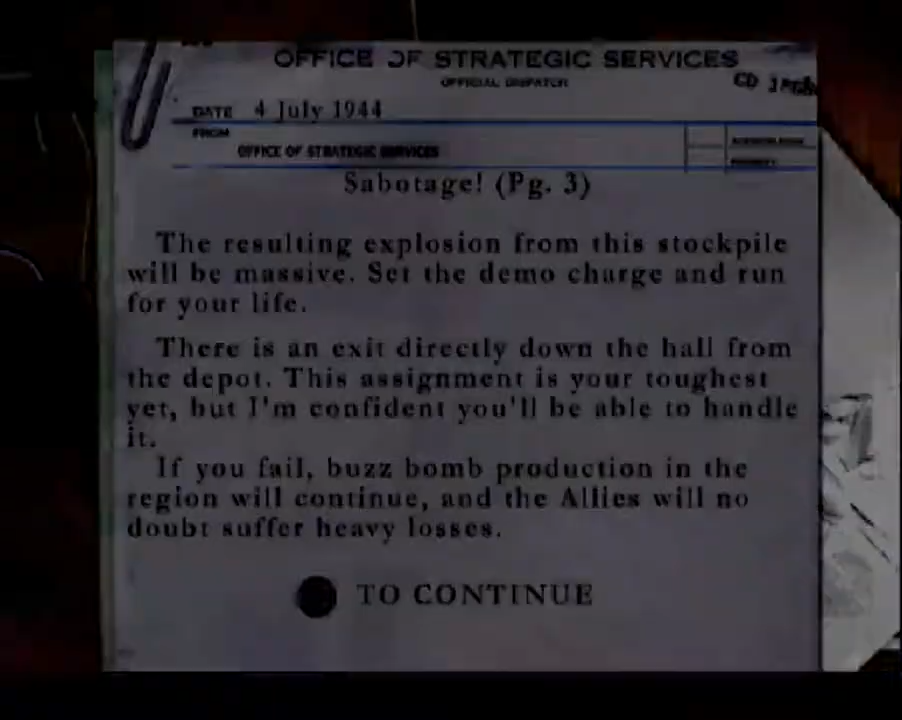 OFFICE OF STRATEGIC SERVICES
OFFICIAL DISPATCH
CD
DATE 4 July 1944
FROM
OFFICE OF STRATEGIC SERVICES
Sabotage! (Pg. 3)
The resulting explosion from this stockpile
will be massive. Set the demo charge and run
for your life.
There is an exit directly down the hall from
the depot. This assignment is your toughest
yet, but I'm confident you'll be able to handle
it.
If you fail, buzz bomb production in the
region will continue, and the Allies will no
doubt suffer heavy losses.
TO CONTINUE